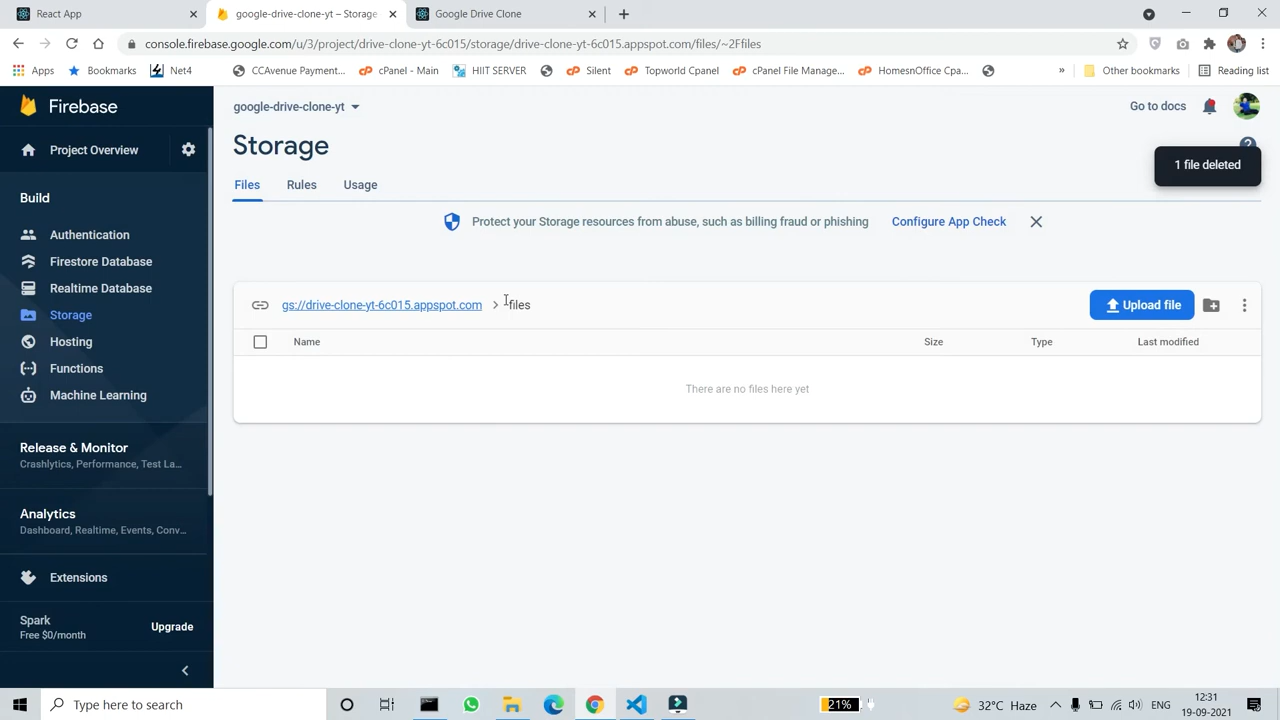 React App
google-drive-clone-yt – Storage
Google Drive Clone
console.firebase.google.com/u/3/project/drive-clone-yt-6c015/storage/drive-clone-yt-6c015.appspot.com/files/~2Ffiles
Apps
Bookmarks
Net4
CCAvenue Payment...
cPanel - Main
HIIT SERVER
Silent
Topworld Cpanel
cPanel File Manage...
HomesnOffice Cpa...
»
Other bookmarks
Reading list
Firebase
google-drive-clone-yt
Go to docs
Project Overview
Storage
1 file deleted
Files
Rules
Usage
Build
Protect your Storage resources from abuse, such as billing fraud or phishing
Configure App Check
Authentication
Firestore Database
Realtime Database
Storage
Hosting
Functions
Machine Learning
gs://drive-clone-yt-6c015.appspot.com
files
Upload file
Name
Size
Type
Last modified
There are no files here yet
Release & Monitor
Crashlytics, Performance, Test La...
Analytics
Dashboard, Realtime, Events, Conv...
Extensions
Spark
Free $0/month
Upgrade
Type here to search
21%
32°C Haze
ENG
12:31
19-09-2021